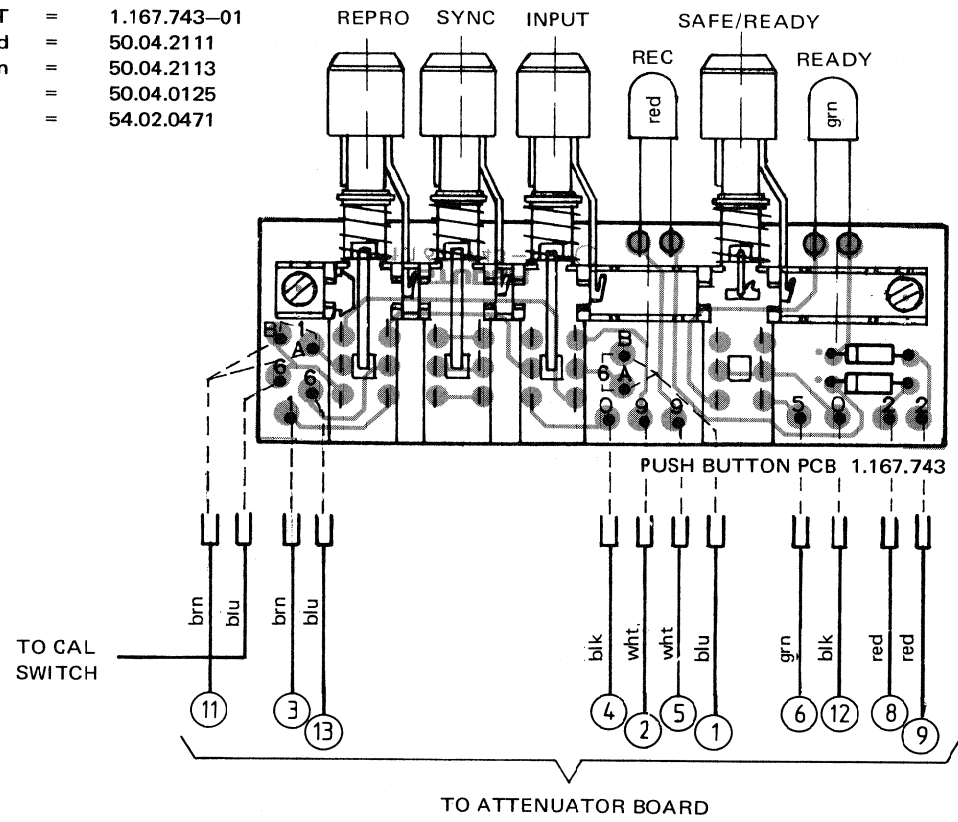 T = 1.167.743—01
d = 50.04.2111
n = 50.04.2113
= 50.04.0125
= 54.02.0471
REPRO SYNC INPUT SAFE/READY
REC READY
red grn
B 1
A
6 6
1
B
6 A
0 9 9 5 0 2 2
PUSH BUTTON PCB 1.167.743
brn blu brn blu blk wht. wht blu grn blk red red
TO CAL
SWITCH
11 3 13 4 2 5 1 6 12 8 9
TO ATTENUATOR BOARD